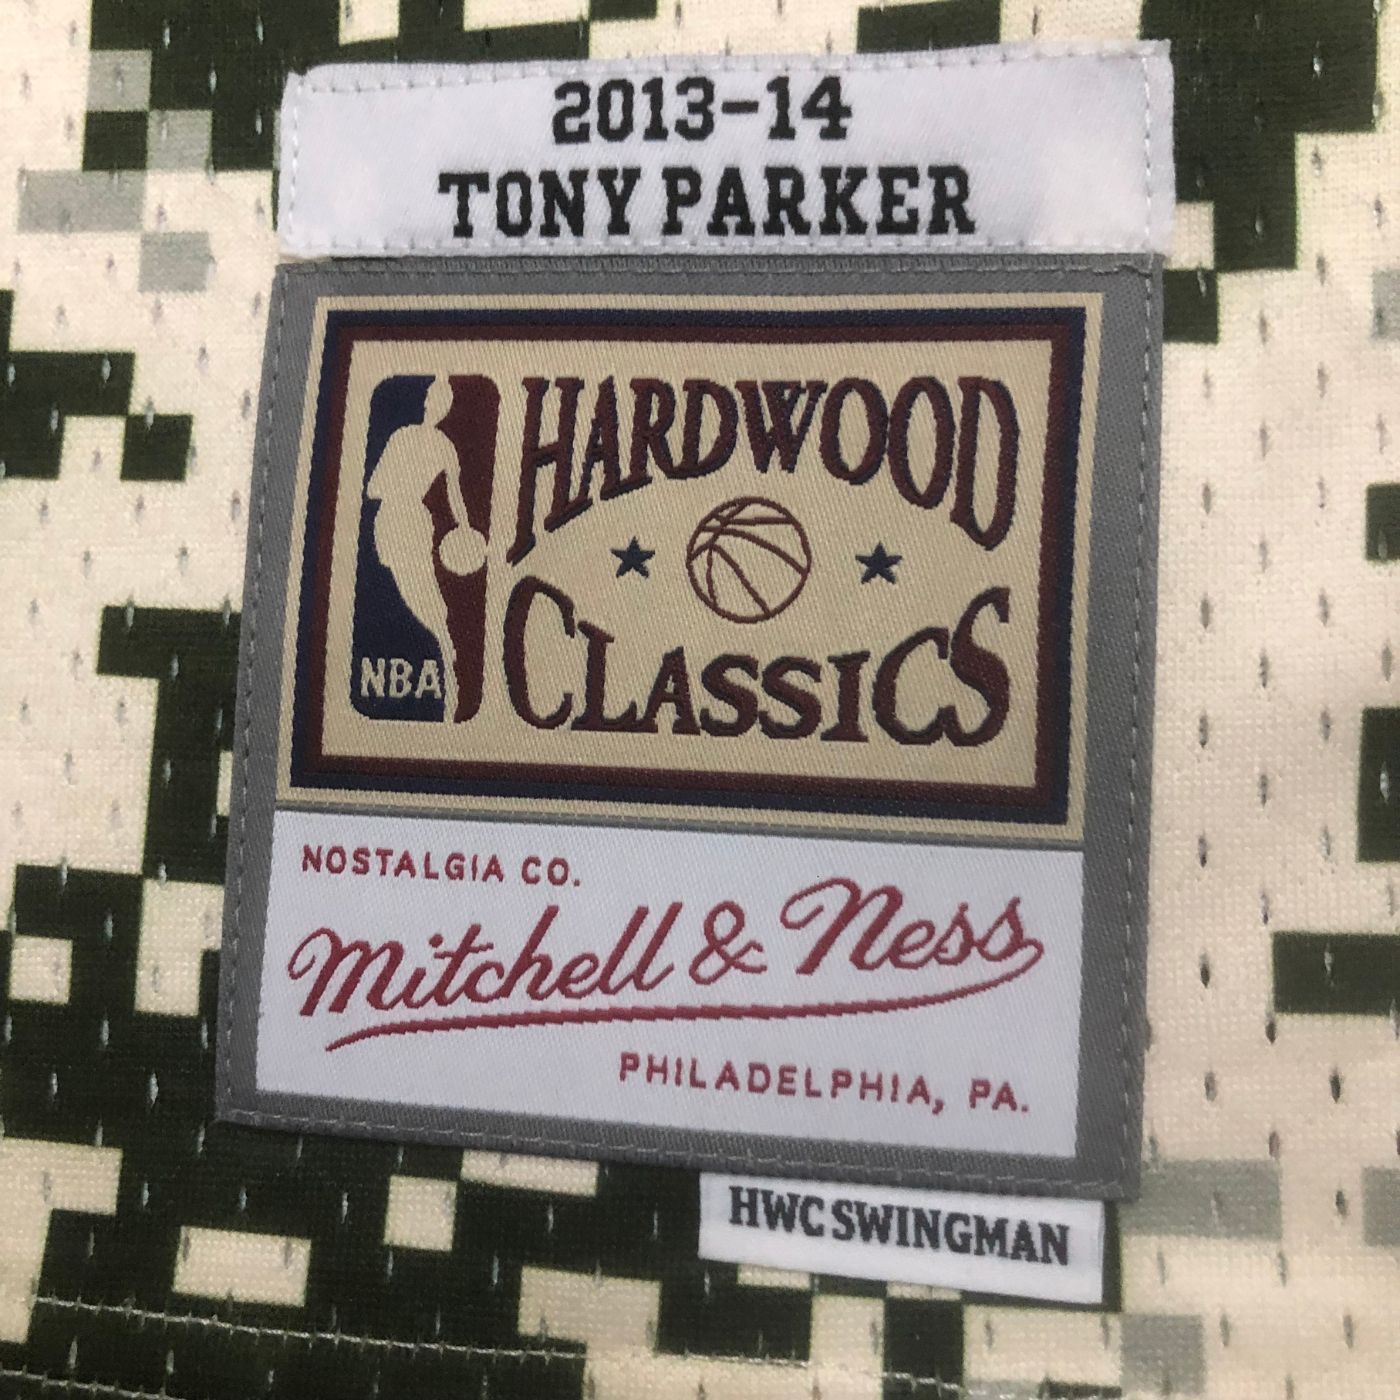 2013-14
TONY PARKER
HARDWOOD
CLASSICS
NBA
NOSTALGIA CO.
Mitchell & Ness
PHILADELPHIA, PA.
HWC SWINGMAN